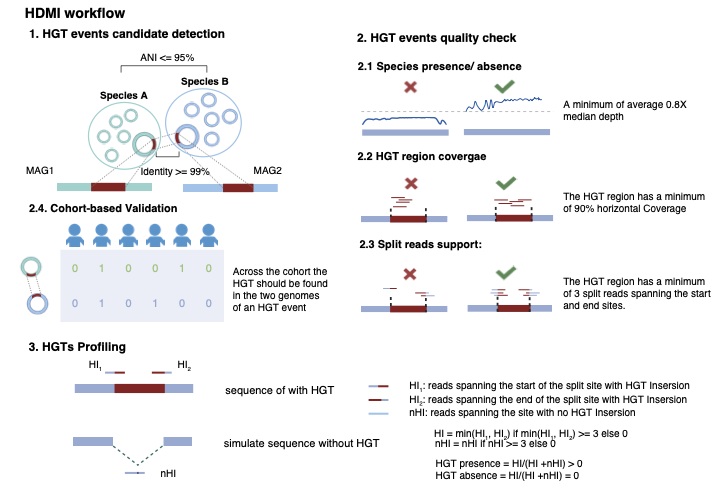 HDMI workflow
1. HGT events candidate detection
ANI <= 95%
Species A
Species B
MAG1
Identity >= 99%
MAG2
2. HGT events quality check
2.1 Species presence/ absence
A minimum of average 0.8X
median depth
2.2 HGT region covergae
The HGT region has a minimum
of 90% horizontal Coverage
2.3 Split reads support:
The HGT region has a minimum
of 3 split reads spanning the start
and end sites.
2.4. Cohort-based Validation
0 1 0 0 1 0
0 1 0 1 0 0
Across the cohort the
HGT should be found
in the two genomes
of an HGT event
3. HGTs Profiling
HI₁
HI₂
sequence of with HGT
simulate sequence without HGT
nHI
HI₁: reads spanning the start of the split site with HGT Insersion
HI₂: reads spanning the end of the split site with HGT Insersion
nHI: reads spanning the site with no HGT Insersion
HI = min(HI₁, HI₂) if min(HI₁, HI₂) >= 3 else 0
nHI = nHI if nHI >= 3 else 0
HGT presence = HI/(HI +nHI) > 0
HGT absence = HI/(HI +nHI) = 0